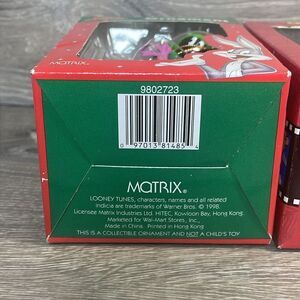 9802723
0 97013 81485 4
MATRIX®
LOONEY TUNES, characters, names and all related
Indicia are trademarks of Warner Bros. © 1998.
Licensee Matrix Industries Ltd. HITEC, Kowloon Bay, Hong Kong.
Marketed for Wal-Mart Stores, Inc.
Made in China. Printed in Hong Kong
THIS IS A COLLECTIBLE ORNAMENT AND NOT A CHILD'S TOY